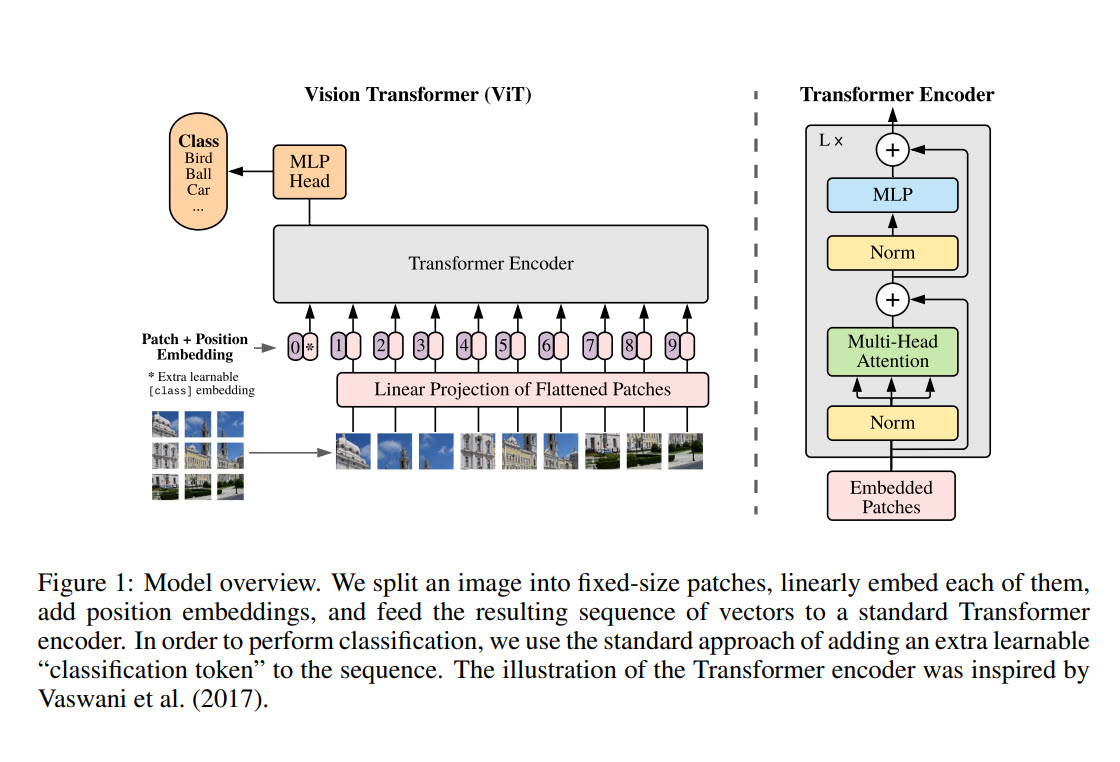 Vision Transformer (ViT)
Class
Bird
Ball
Car
...
MLP
Head
Transformer Encoder
Patch + Position
Embedding
* Extra learnable
[class] embedding
0 * 1 2 3 4 5 6 7 8 9
Linear Projection of Flattened Patches
Transformer Encoder
L x
+
MLP
Norm
+
Multi-Head
Attention
Norm
Embedded
Patches
Figure 1: Model overview. We split an image into fixed-size patches, linearly embed each of them,
add position embeddings, and feed the resulting sequence of vectors to a standard Transformer
encoder. In order to perform classification, we use the standard approach of adding an extra learnable
“classification token” to the sequence. The illustration of the Transformer encoder was inspired by
Vaswani et al. (2017).